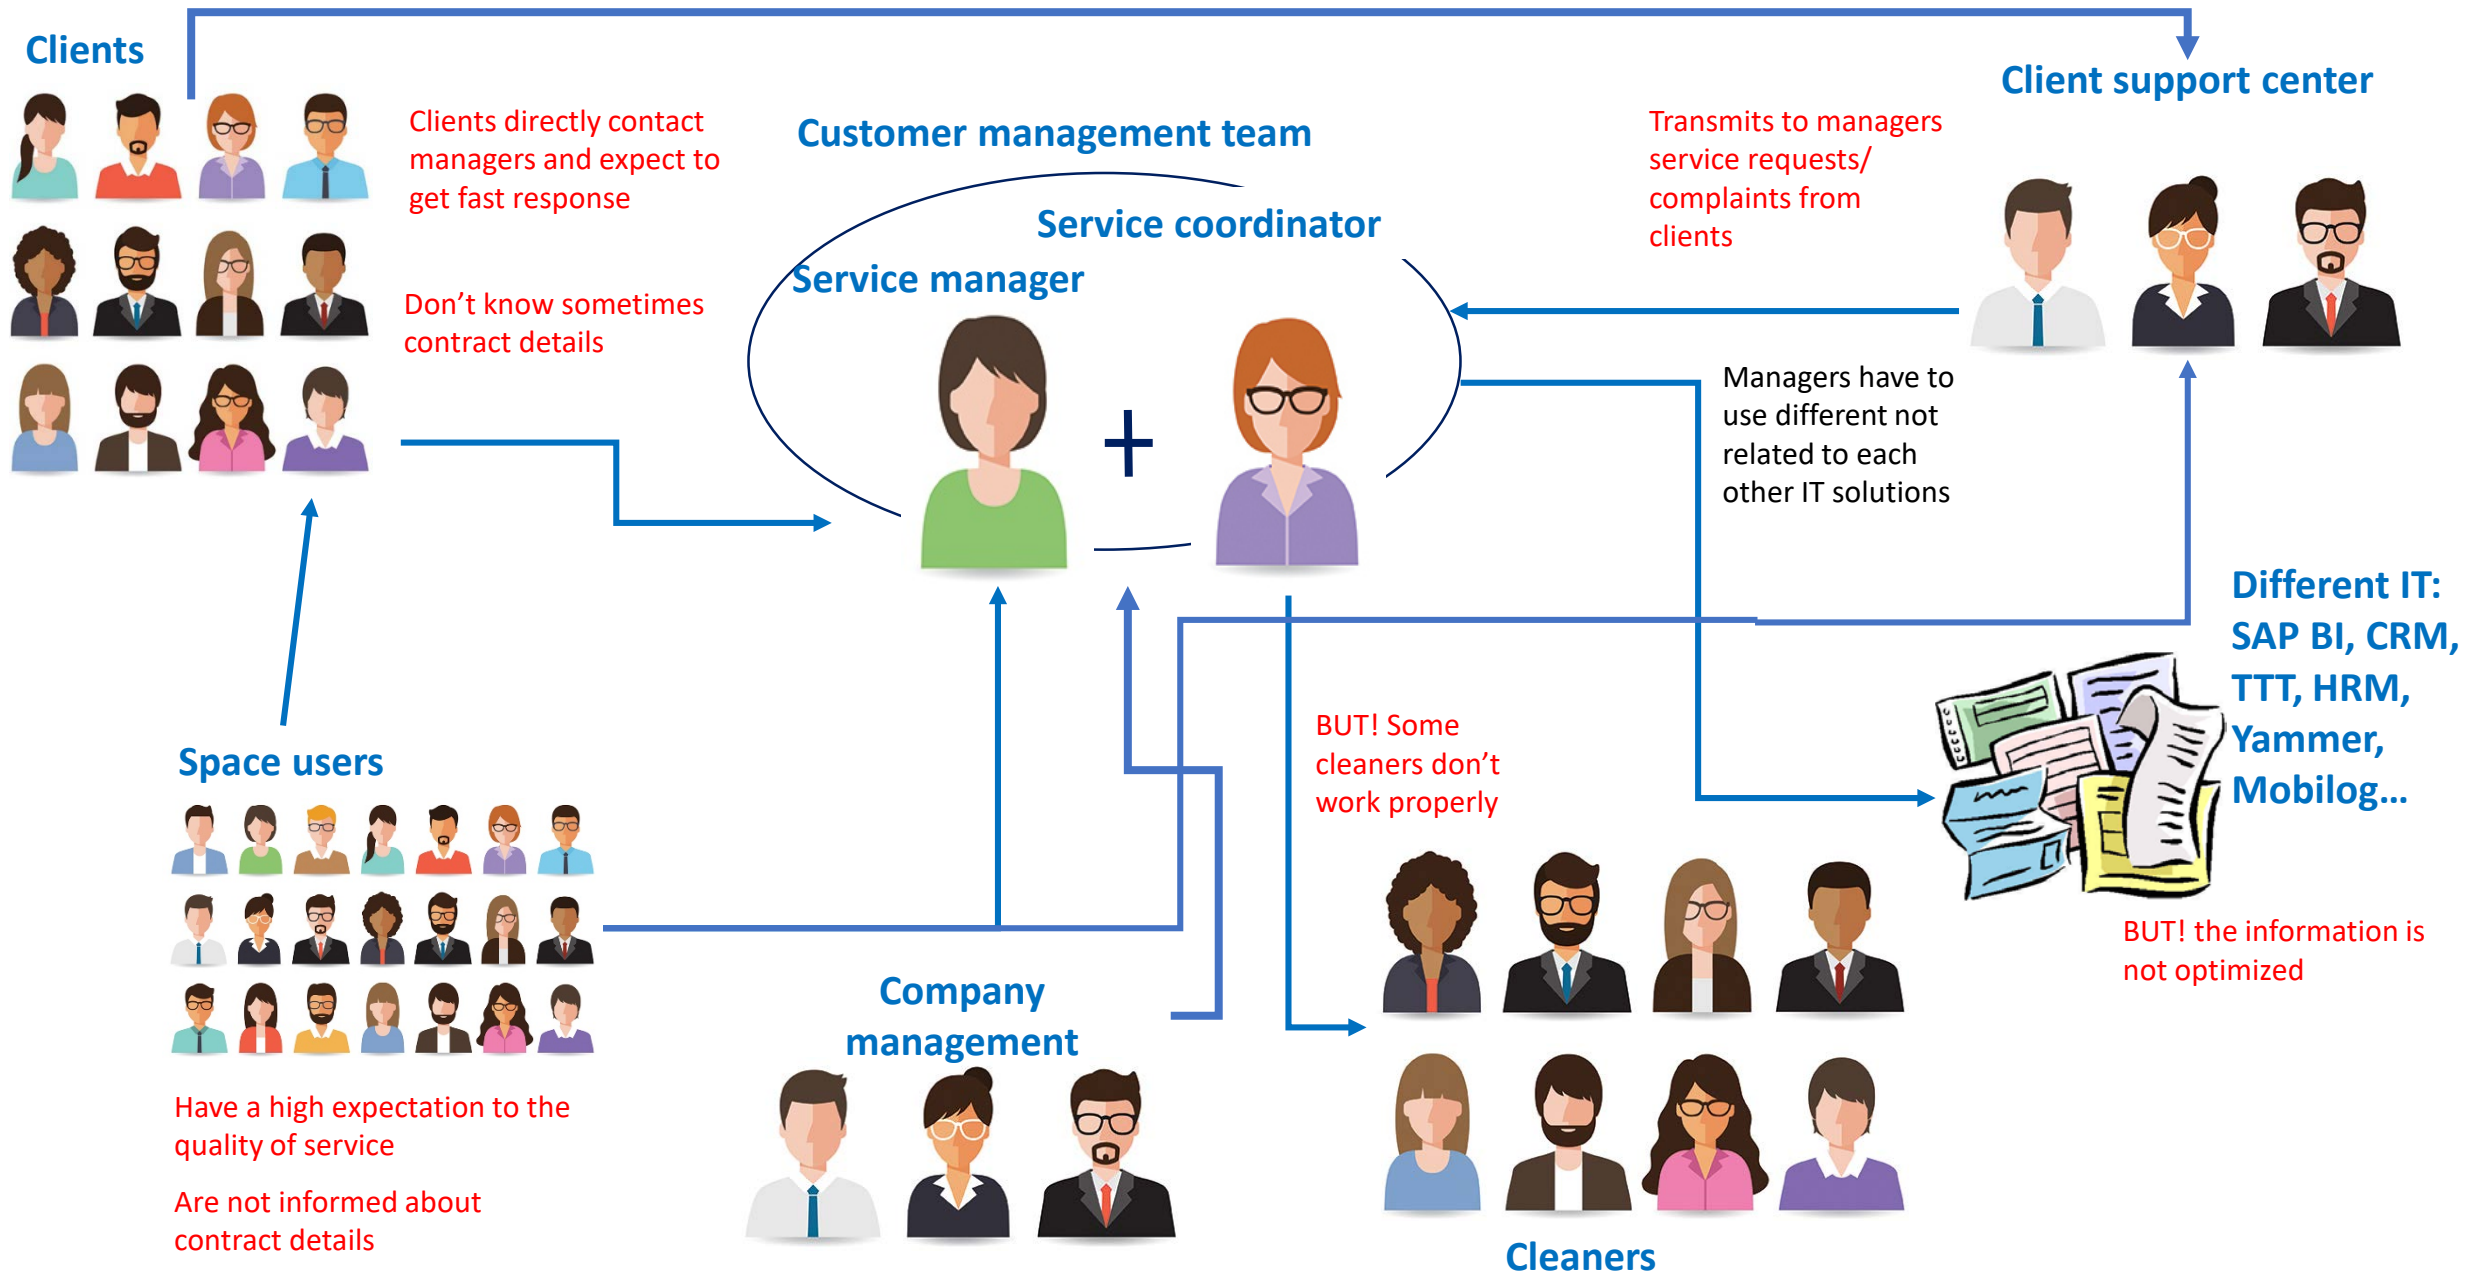 Clients
Clients directly contact
managers and expect to
get fast response
Don't know sometimes
contract details
Customer management team
Service coordinator
Service manager
+
Transmits to managers
service requests/
complaints from
clients
Client support center
Managers have to
use different not
related to each
other IT solutions
Different IT:
SAP BI, CRM,
TTT, HRM,
Yammer,
Mobilog...
BUT! the information is
not optimized
Space users
Have a high expectation to the
quality of service
Are not informed about
contract details
Company
management
BUT! Some
cleaners don't
work properly
Cleaners